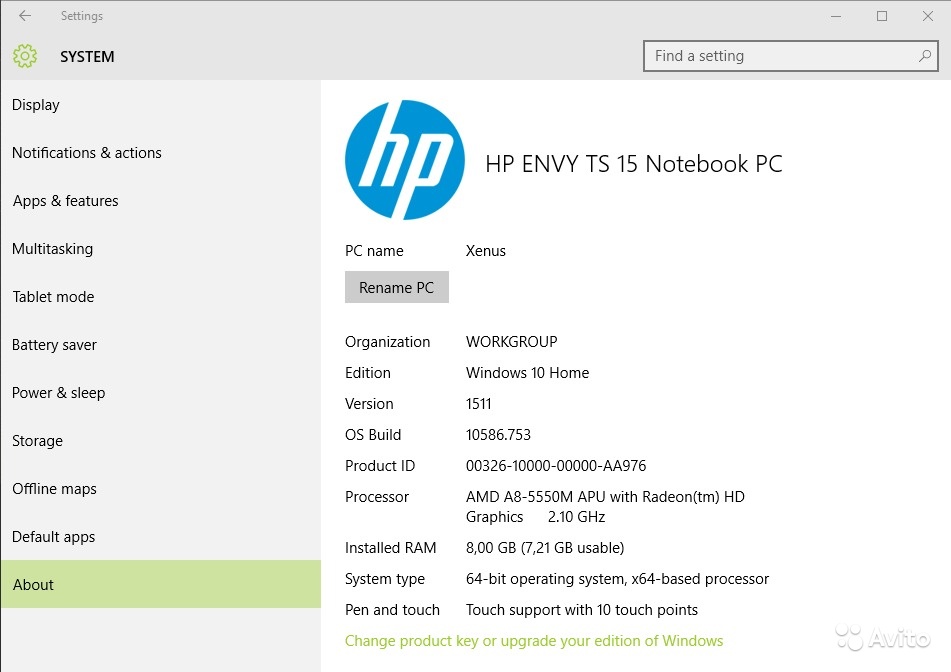 Settings
SYSTEM
Find a setting
Display
Notifications & actions
Apps & features
Multitasking
Tablet mode
Battery saver
Power & sleep
Storage
Offline maps
Default apps
About
hp
HP ENVY TS 15 Notebook PC
PC name Xenus
Rename PC
Organization WORKGROUP
Edition Windows 10 Home
Version 1511
OS Build 10586.753
Product ID 00326-10000-00000-AA976
Processor AMD A8-5550M APU with Radeon(tm) HD
Graphics 2.10 GHz
Installed RAM 8,00 GB (7,21 GB usable)
System type 64-bit operating system, x64-based processor
Pen and touch Touch support with 10 touch points
Change product key or upgrade your edition of Windows
Avito